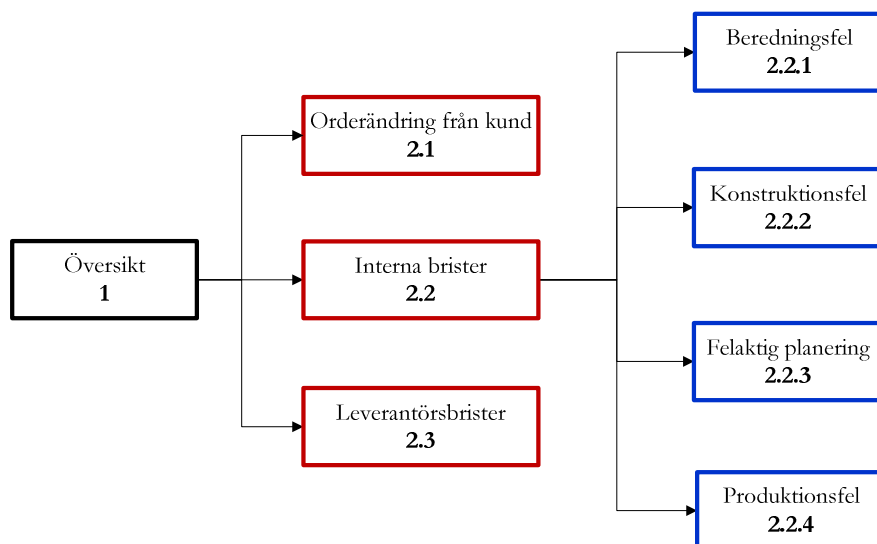 Översikt
1
Orderändring från kund
2.1
Interna brister
2.2
Leverantörsbrister
2.3
Beredningsfel
2.2.1
Konstruktionsfel
2.2.2
Felaktig planering
2.2.3
Produktionsfel
2.2.4